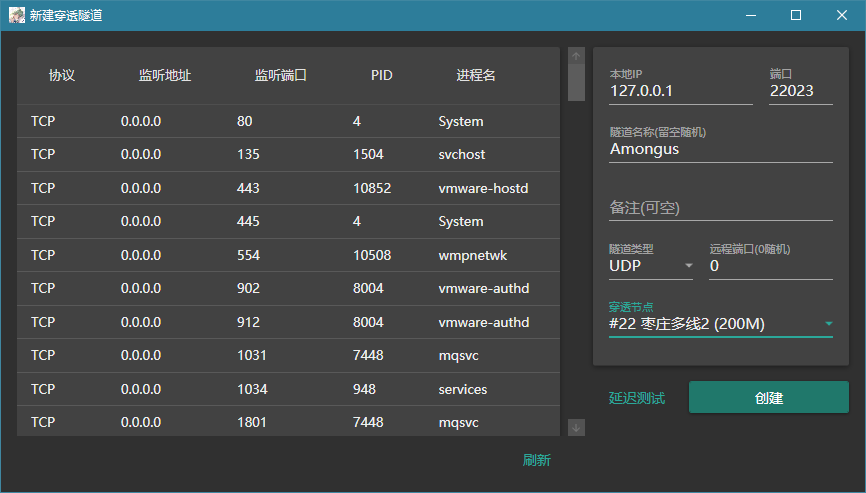 新建穿透隧道
协议 监听地址 监听端口 PID 进程名
TCP 0.0.0.0 80 4 System
TCP 0.0.0.0 135 1504 svchost
TCP 0.0.0.0 443 10852 vmware-hostd
TCP 0.0.0.0 445 4 System
TCP 0.0.0.0 554 10508 wmpnetwk
TCP 0.0.0.0 902 8004 vmware-authd
TCP 0.0.0.0 912 8004 vmware-authd
TCP 0.0.0.0 1031 7448 mqsvc
TCP 0.0.0.0 1034 948 services
TCP 0.0.0.0 1801 7448 mqsvc
刷新
本地IP 端口
127.0.0.1 22023
隧道名称(留空随机)
Amongus
备注(可空)
隧道类型 远程端口(0随机)
UDP 0
穿透节点
#22 枣庄多线2 (200M)
延迟测试 创建